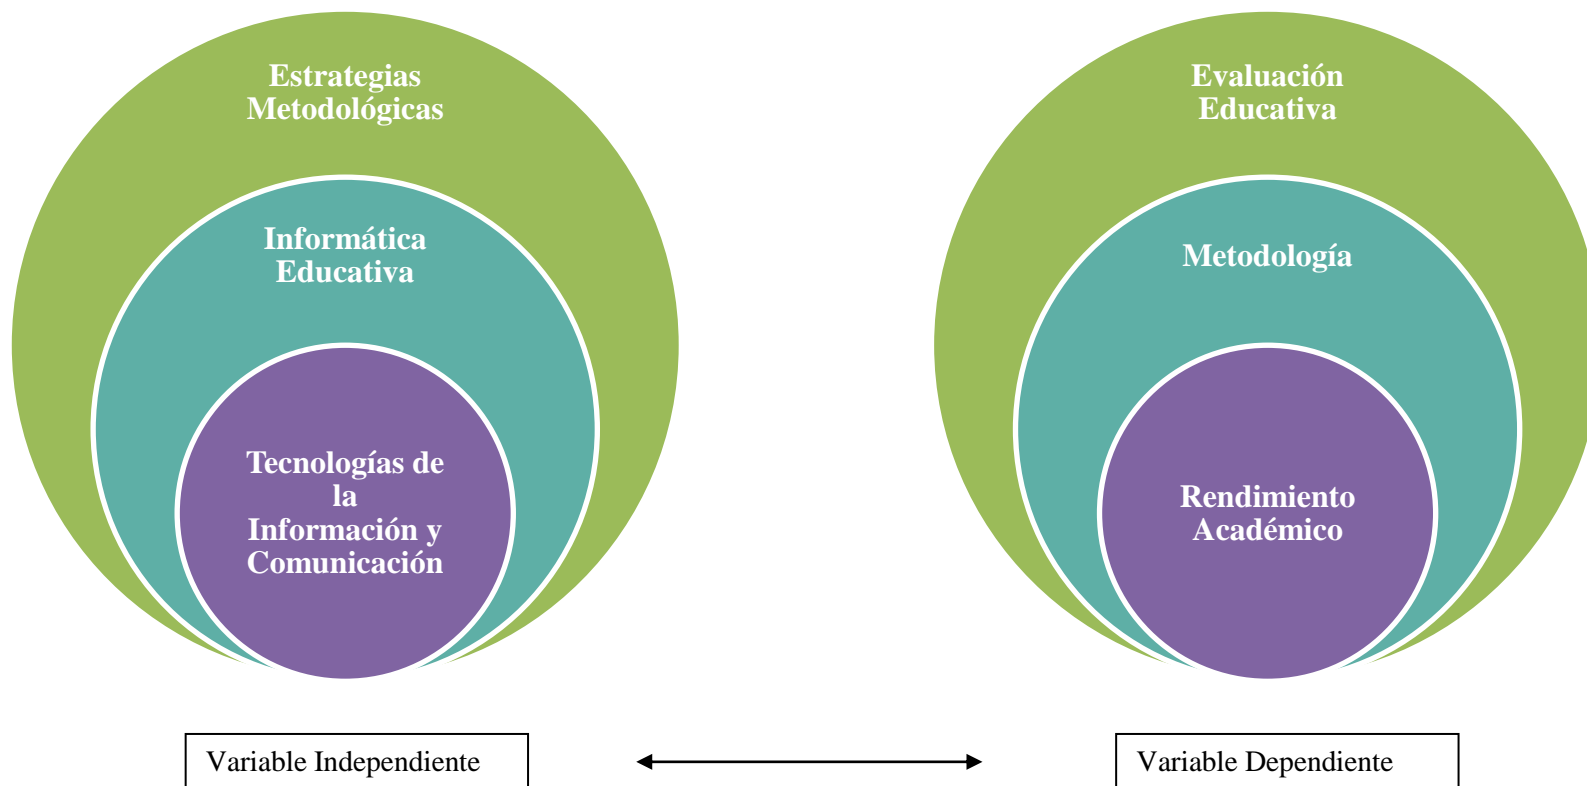 Estrategias
Metodológicas
Informática
Educativa
Tecnologías de
la
Información y
Comunicación
Variable Independiente
Evaluación
Educativa
Metodología
Rendimiento
Académico
Variable Dependiente